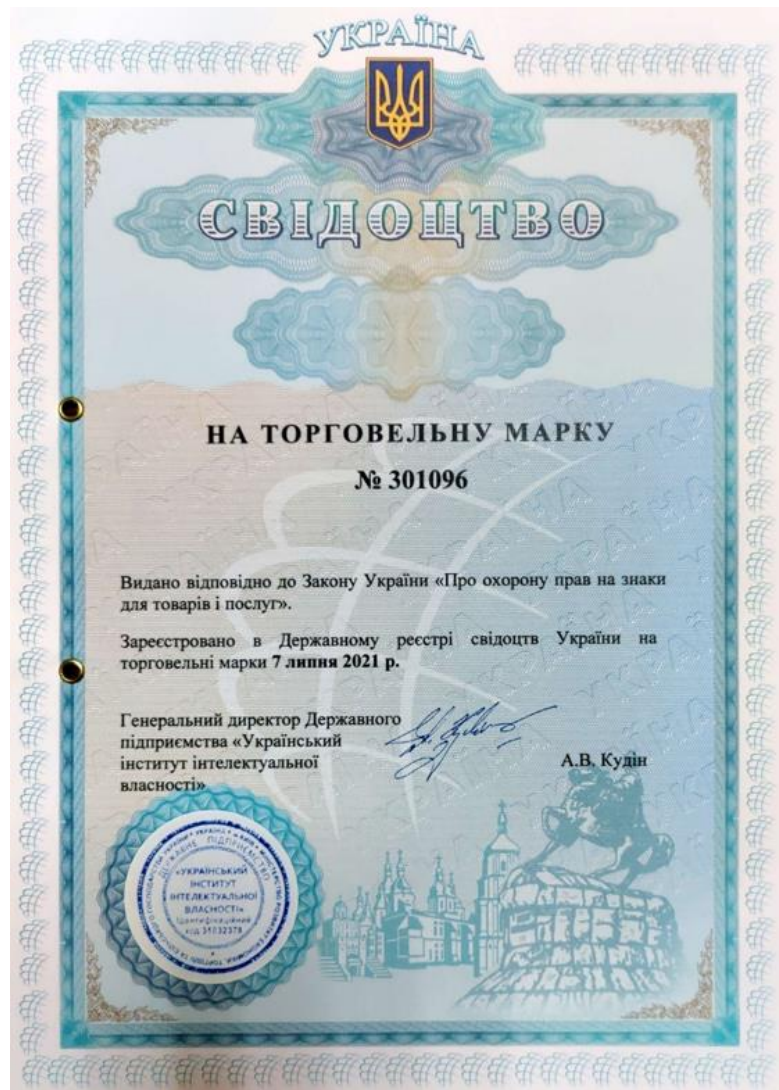 УКРАЇНА
СВІДОЦТВО
НА ТОРГОВЕЛЬНУ МАРКУ
№ 301096
Видано відповідно до Закону України «Про охорону прав на знаки
для товарів і послуг».
Зареєстровано в Державному реєстрі свідоцтв України на
торговельні марки 7 липня 2021 р.
Генеральний директор Державного
підприємства «Український
інститут інтелектуальної
власності»
А.В. Кудін
ДЕРЖАВНЕ ПІДПРИЄМСТВО
«УКРАЇНСЬКИЙ
ІНСТИТУТ
ІНТЕЛЕКТУАЛЬНОЇ
ВЛАСНОСТІ»